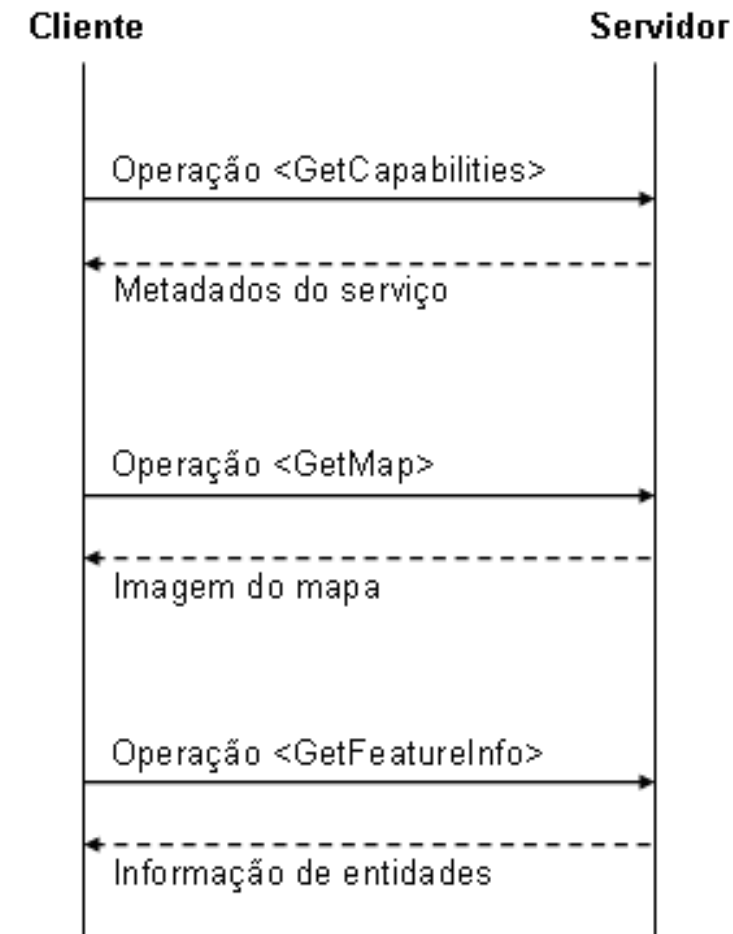 Cliente
Servidor
Operação <GetCapabilities>
Metadados do serviço
Operação <GetMap>
Imagem do mapa
Operação <GetFeatureInfo>
Informação de entidades